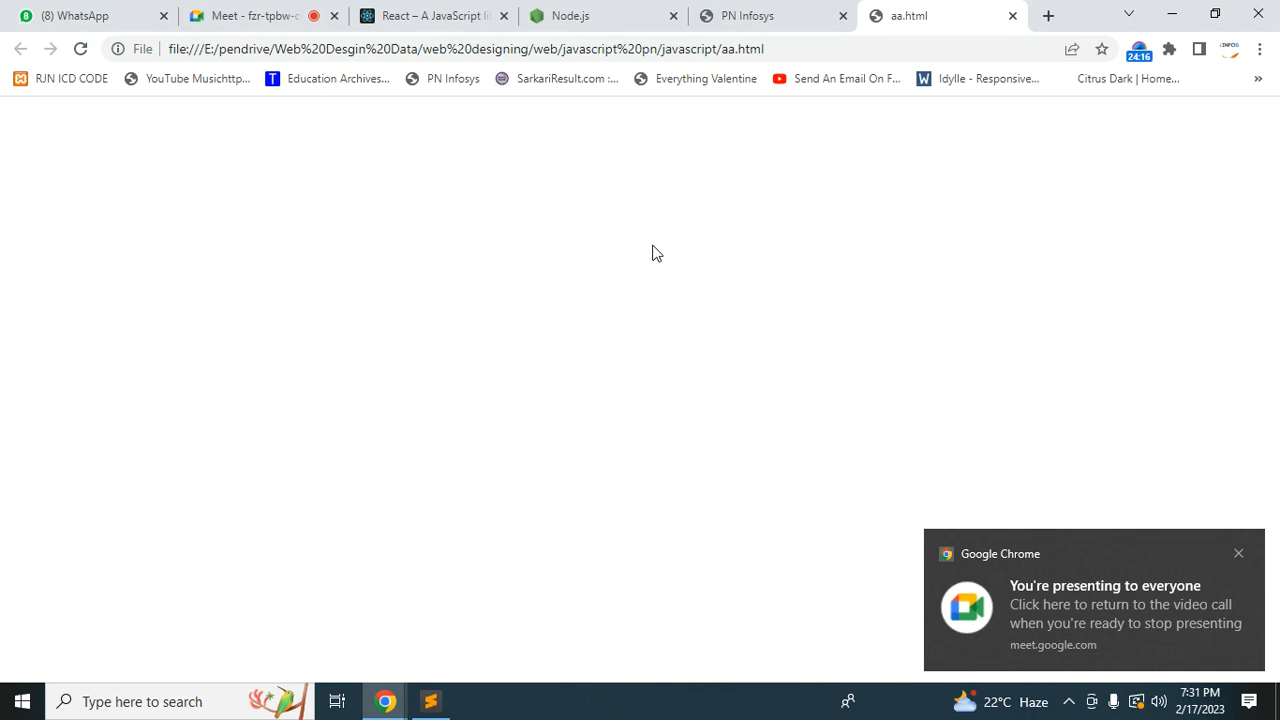 (8) WhatsApp
Meet - fzr-tpbw-c
React – A JavaScript li
Node.js
PN Infosys
aa.html
File
file:///E:/pendrive/Web%20Desgin%20Data/web%20designing/web/javascript%20pn/javascript/aa.html
24:16
RJN ICD CODE
YouTube Musichttp...
Education Archives...
PN Infosys
SarkariResult.com :...
Everything Valentine
Send An Email On F...
Idylle - Responsive...
Citrus Dark | Home...
Google Chrome
You're presenting to everyone
Click here to return to the video call
when you're ready to stop presenting
meet.google.com
Type here to search
22°C Haze
7:31 PM
2/17/2023